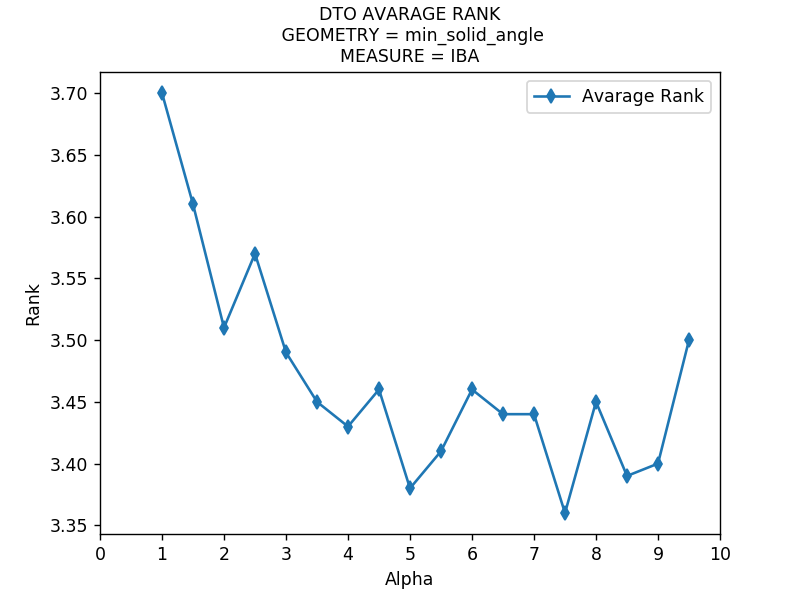 DTO AVARAGE RANK
GEOMETRY = min_solid_angle
MEASURE = IBA
Avarage Rank
3.70
3.65
3.60
3.55
3.50
3.45
3.40
3.35
Rank
0 1 2 3 4 5 6 7 8 9 10
Alpha